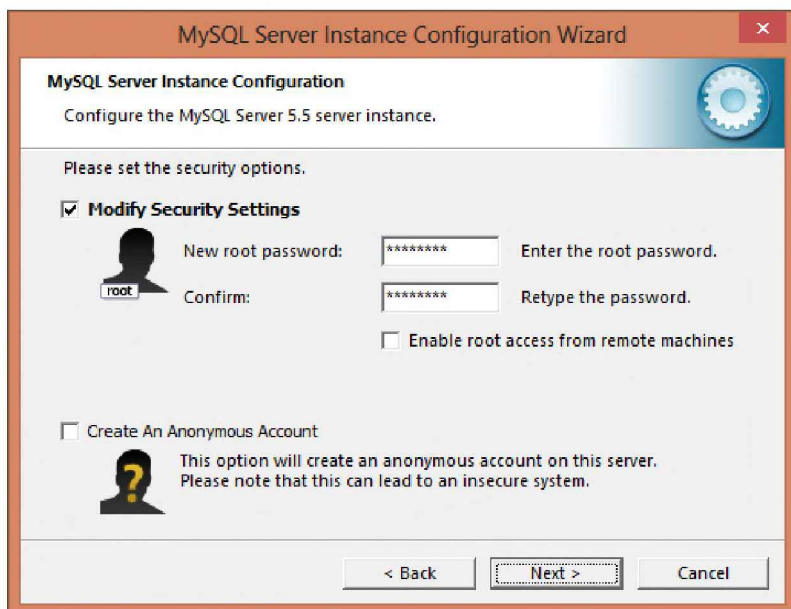 MySQL Server Instance Configuration Wizard
MySQL Server Instance Configuration
Configure the MySQL Server 5.5 server instance.
Please set the security options.
Modify Security Settings
New root password: ******** Enter the root password.
root
Confirm: ******** Retype the password.
Enable root access from remote machines
Create An Anonymous Account
This option will create an anonymous account on this server.
Please note that this can lead to an insecure system.
< Back Next > Cancel